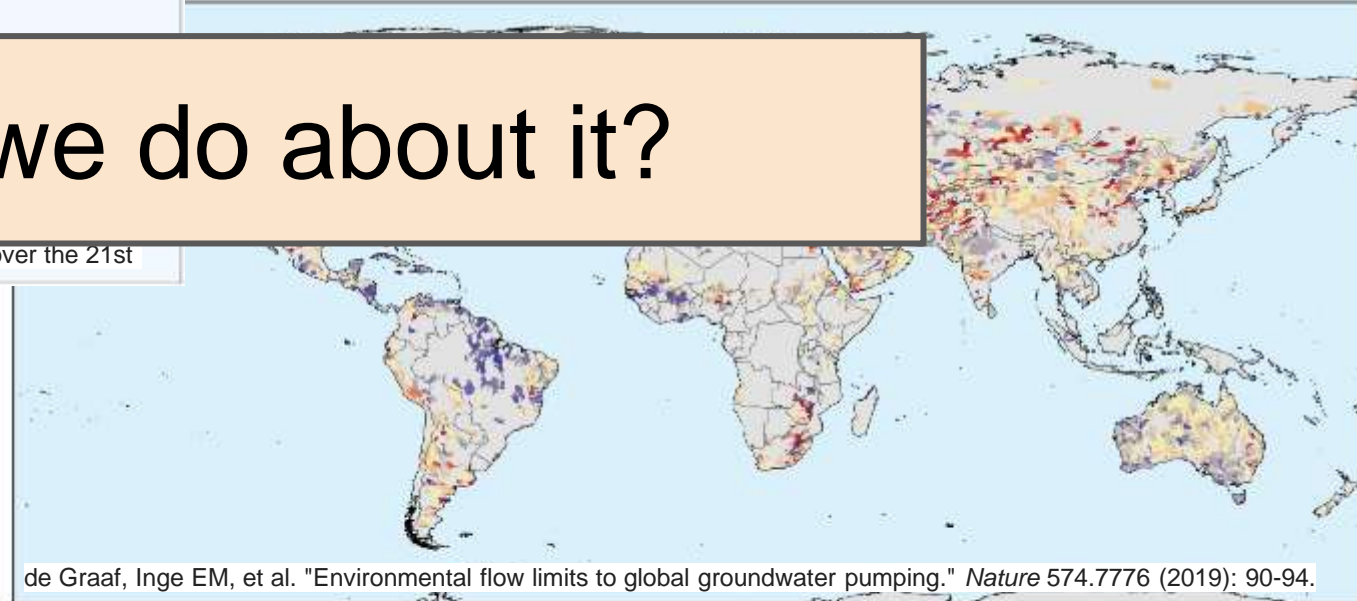 we do about it?
over the 21st
de Graaf, Inge EM, et al. "Environmental flow limits to global groundwater pumping." Nature 574.7776 (2019): 90-94.